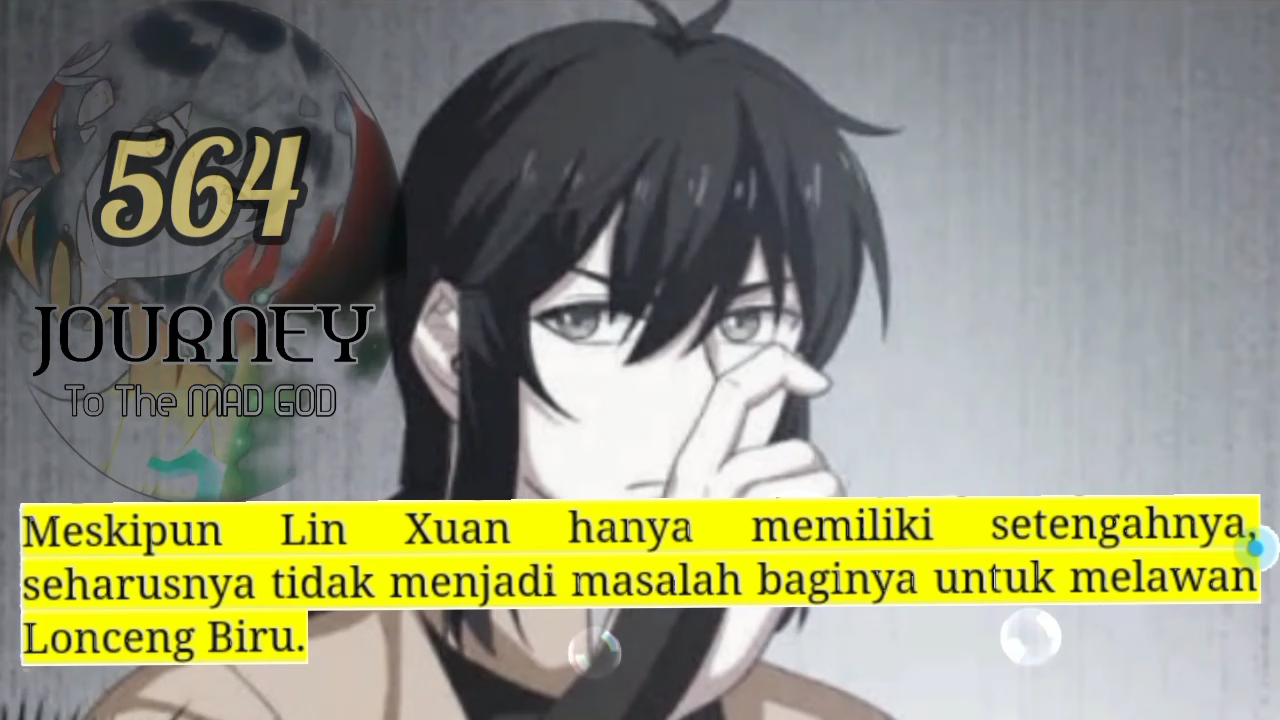 564
JOURNEY
To The MAD GOD
Meskipun Lin Xuan hanya memiliki setengahnya,
seharusnya tidak menjadi masalah baginya untuk melawan
Lonceng Biru.